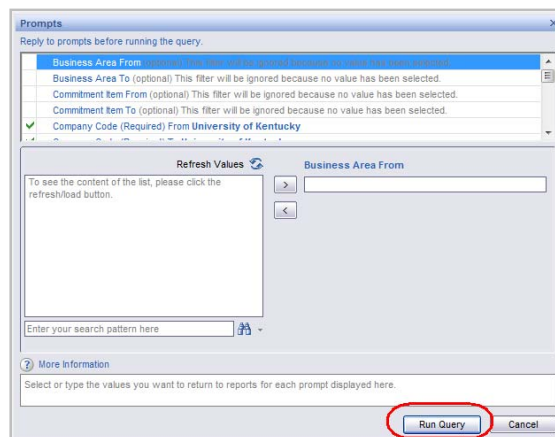 Prompts
Reply to prompts before running the query.
Business Area From (optional) This filter will be ignored because no value has been selected.
Business Area To (optional) This filter will be ignored because no value has been selected.
Commitment Item From (optional) This filter will be ignored because no value has been selected.
Commitment Item To (optional) This filter will be ignored because no value has been selected.
Company Code (Required) From University of Kentucky
Refresh Values
Business Area From
To see the content of the list, please click the
refresh/load button.
>
<
Enter your search pattern here
? More Information
Select or type the values you want to return to reports for each prompt displayed here.
Run Query
Cancel